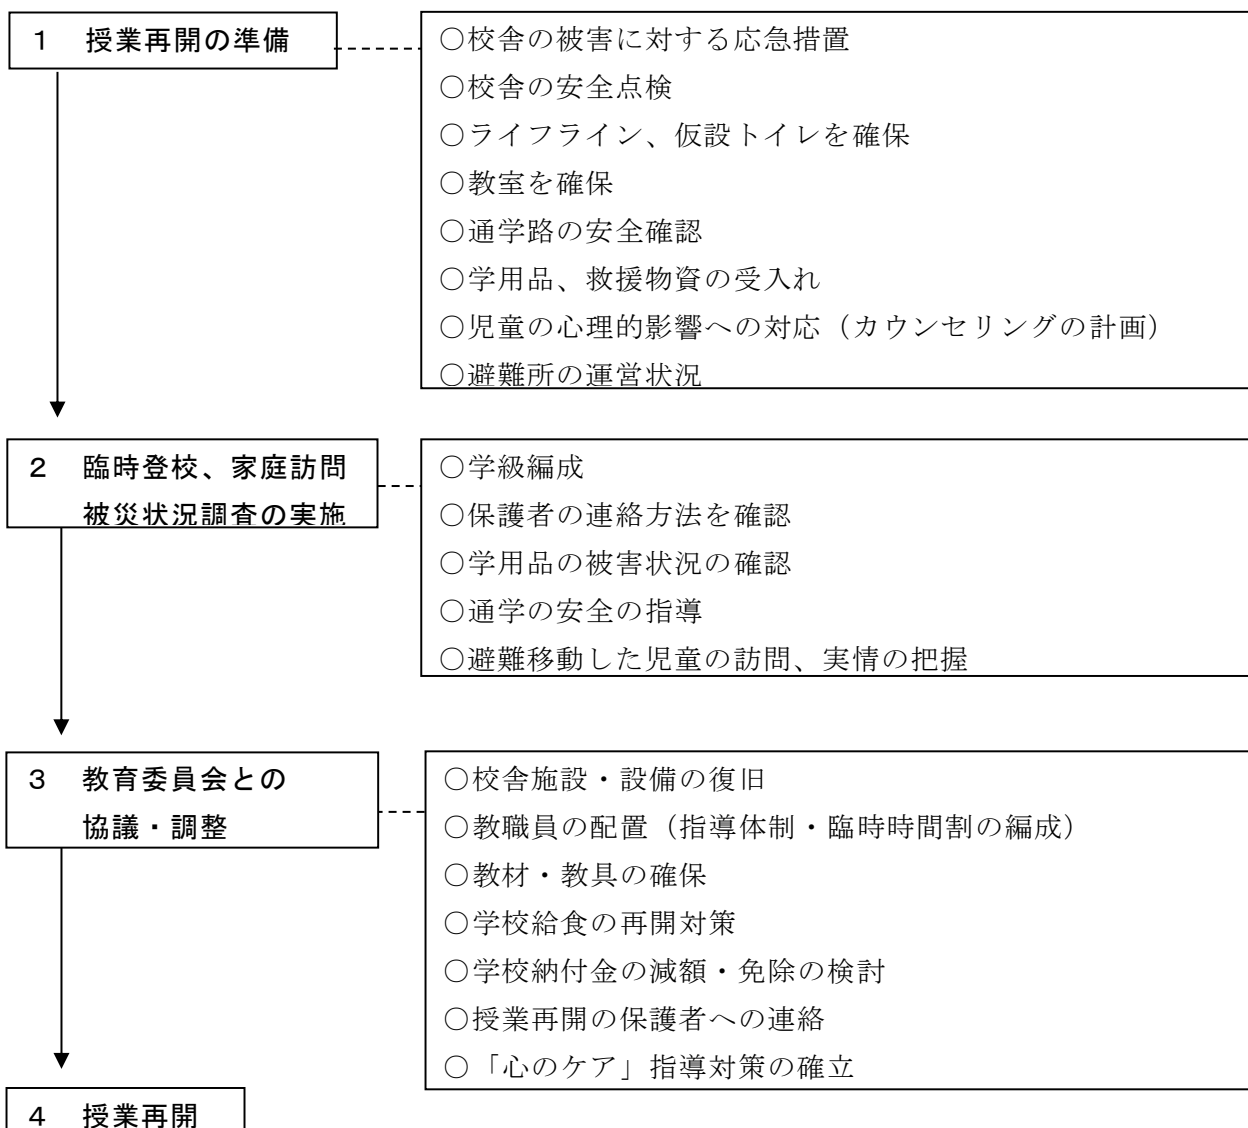 1　授業再開の準備
○校舎の被害に対する応急措置
○校舎の安全点検
○ライフライン、仮設トイレを確保
○教室を確保
○通学路の安全確認
○学用品、救援物資の受入れ
○児童の心理的影響への対応（カウンセリングの計画）
○避難所の運営状況
2　臨時登校、家庭訪問
被災状況調査の実施
○学級編成
○保護者の連絡方法を確認
○学用品の被害状況の確認
○通学の安全の指導
○避難移動した児童の訪問、実情の把握
3　教育委員会との
協議・調整
○校舎施設・設備の復旧
○教職員の配置（指導体制・臨時時間割の編成）
○教材・教具の確保
○学校給食の再開対策
○学校納付金の減額・免除の検討
○授業再開の保護者への連絡
○「心のケア」指導対策の確立
4　授業再開